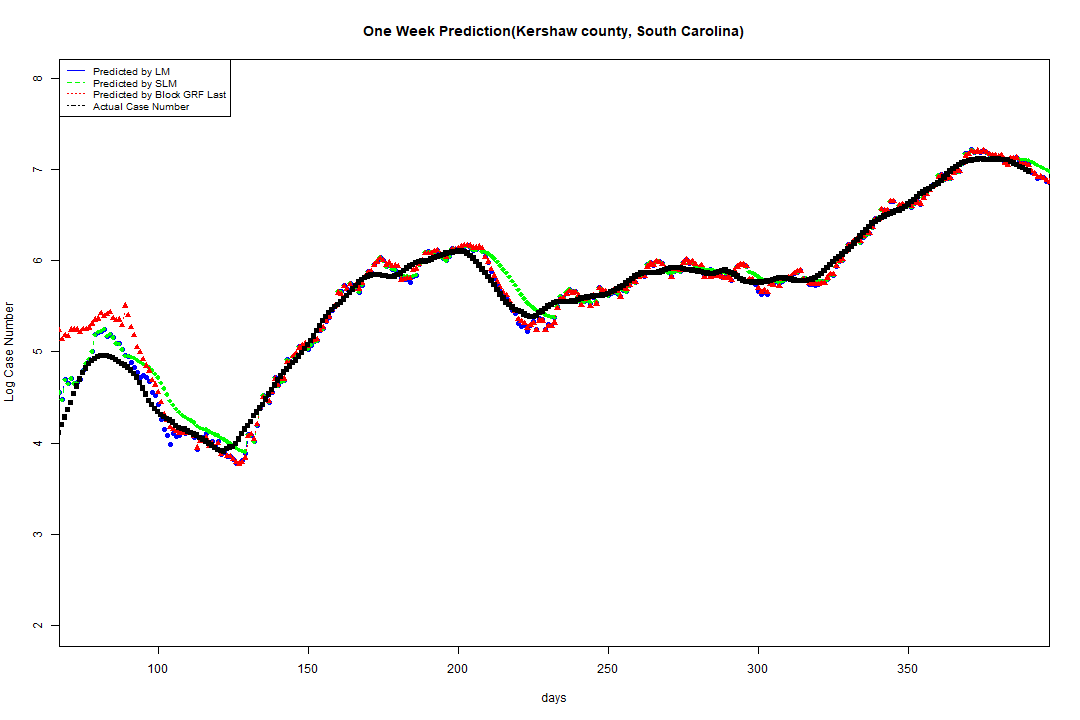 One Week Prediction(Kershaw county, South Carolina)
Predicted by LM
Predicted by SLM
Predicted by Block GRF Last
Actual Case Number
8
7
6
5
4
3
2
Log Case Number
100 150 200 250 300 350
days